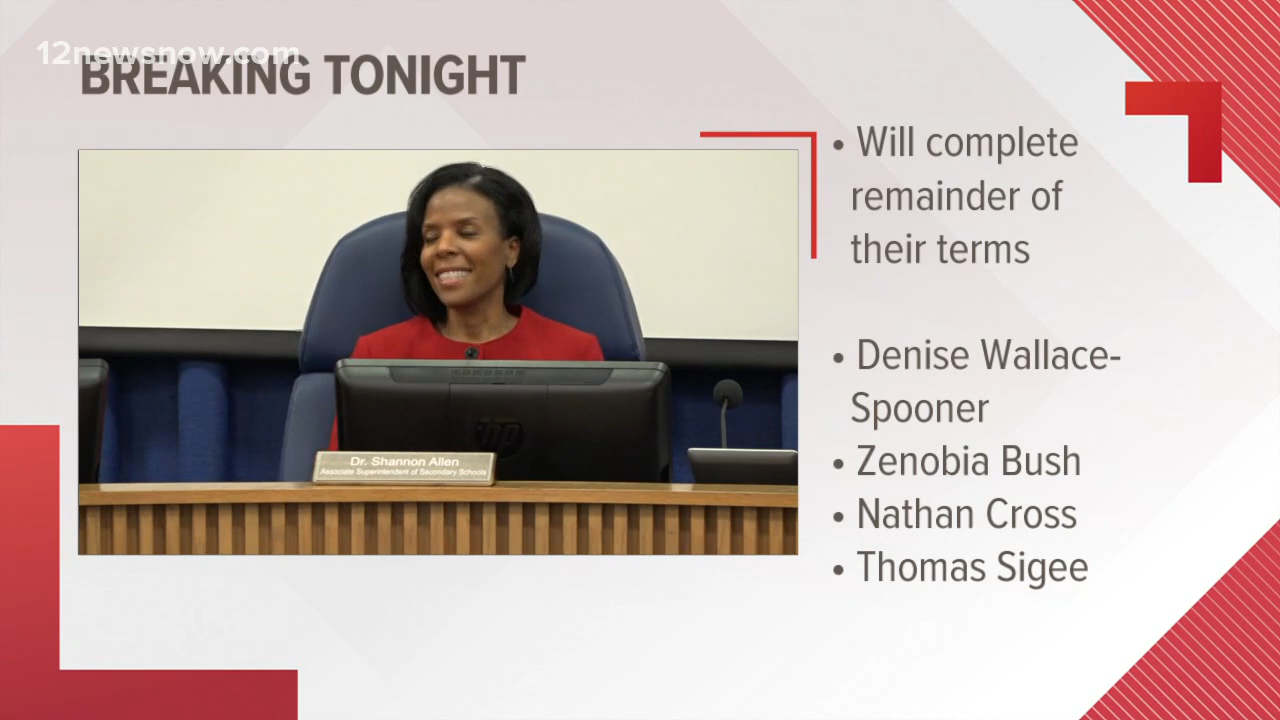 12newsnow.com
BREAKING TONIGHT
• Will complete
remainder of
their terms
• Denise Wallace-
Spooner
• Zenobia Bush
• Nathan Cross
• Thomas Sigee
hp
Dr. Shannon Allen
Associate Superintendent of Secondary Schools